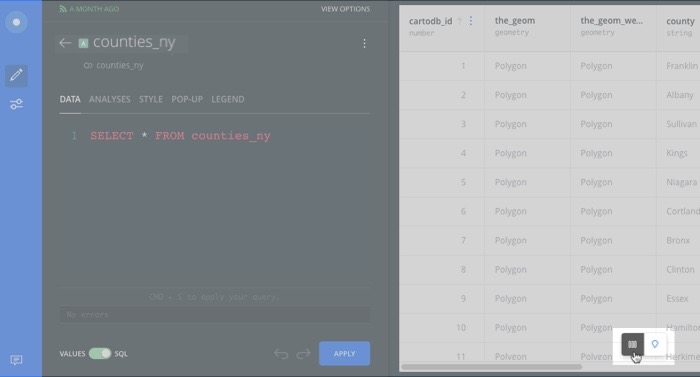 A MONTH AGO
VIEW OPTIONS
A counties_ny
counties_ny
DATA ANALYSES STYLE POP-UP LEGEND
1 SELECT * FROM counties_ny
CMD + S to apply your query.
No errors
VALUES SQL
APPLY
cartodb_id the_geom the_geom_we... county
number geometry geometry string
1 Polygon Polygon Franklin
2 Polygon Polygon Albany
3 Polygon Polygon Sullivan
4 Polygon Polygon Kings
5 Polygon Polygon Niagara
6 Polygon Polygon Cortland
7 Polygon Polygon Bronx
8 Polygon Polygon Clinton
9 Polygon Polygon Essex
10 Polygon Polygon Hamilto
11 Polygon Polygon Herkime